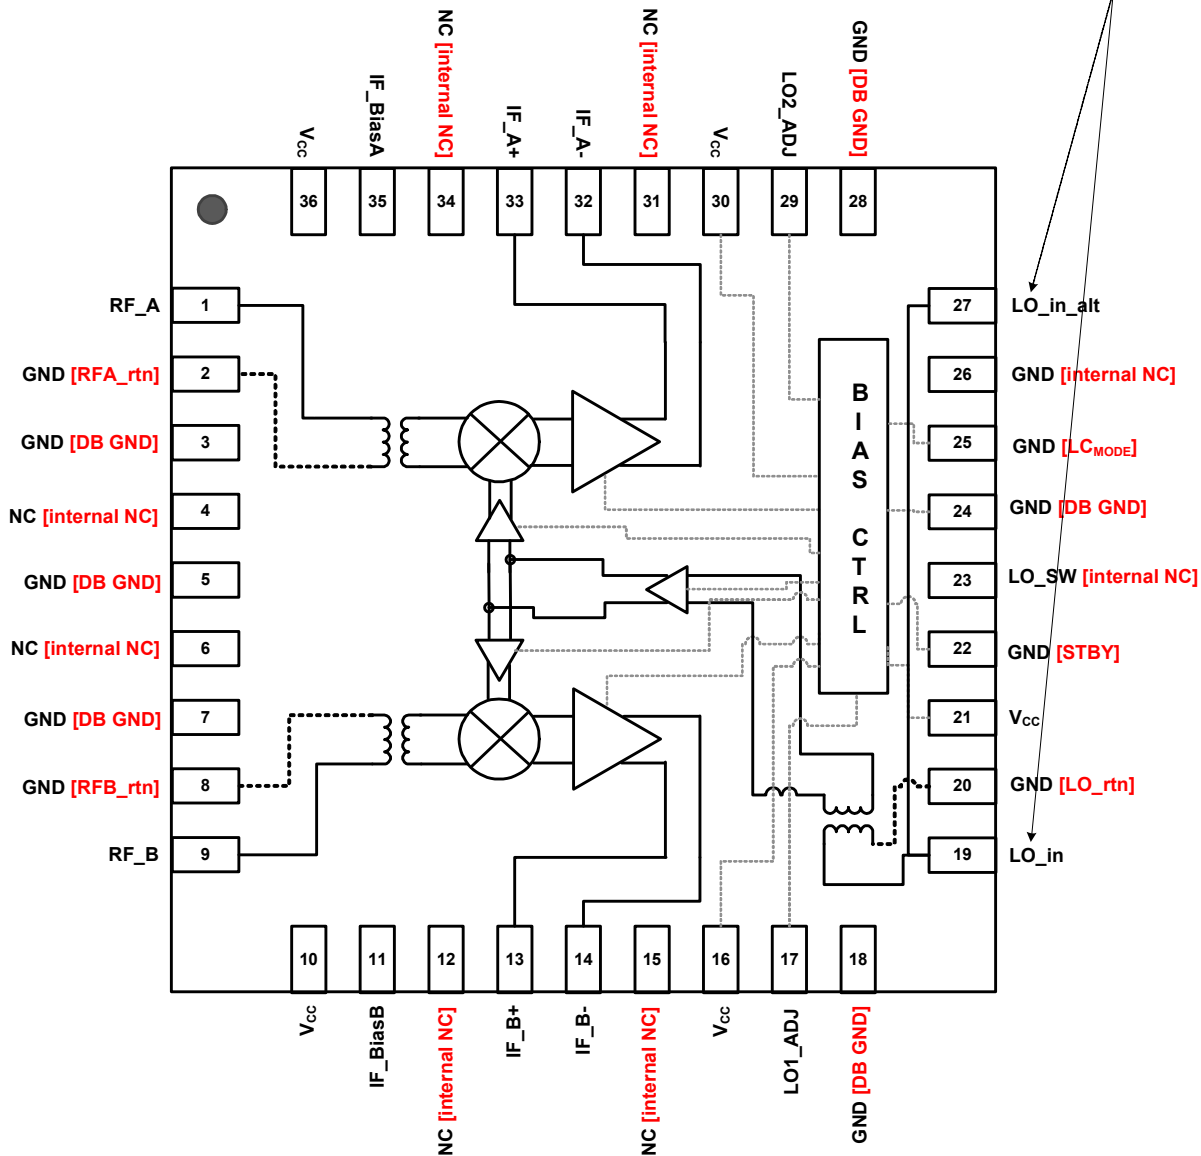 NC [internal NC]
NC [internal NC]
GND [DB GND]
IF_BiasA
IF_A+
IF_A-
LO2_ADJ
Vcc
Vcc
36
35
34
33
32
31
30
29
28
RF_A
1
27
LO_in_alt
GND [RFA_rtn]
2
26
GND [internal NC]
GND [DB GND]
3
25
GND [LCMODE]
NC [internal NC]
4
24
GND [DB GND]
GND [DB GND]
5
23
LO_SW [internal NC]
NC [internal NC]
6
22
GND [STBY]
GND [DB GND]
7
21
Vcc
GND [RFB_rtn]
8
20
GND [LO_rtn]
RF_B
9
19
LO_in
BIAS CTRL
10
11
12
13
14
15
16
17
18
Vcc
IF_BiasB
NC [internal NC]
IF_B+
IF_B-
NC [internal NC]
Vcc
LO1_ADJ
GND [DB GND]